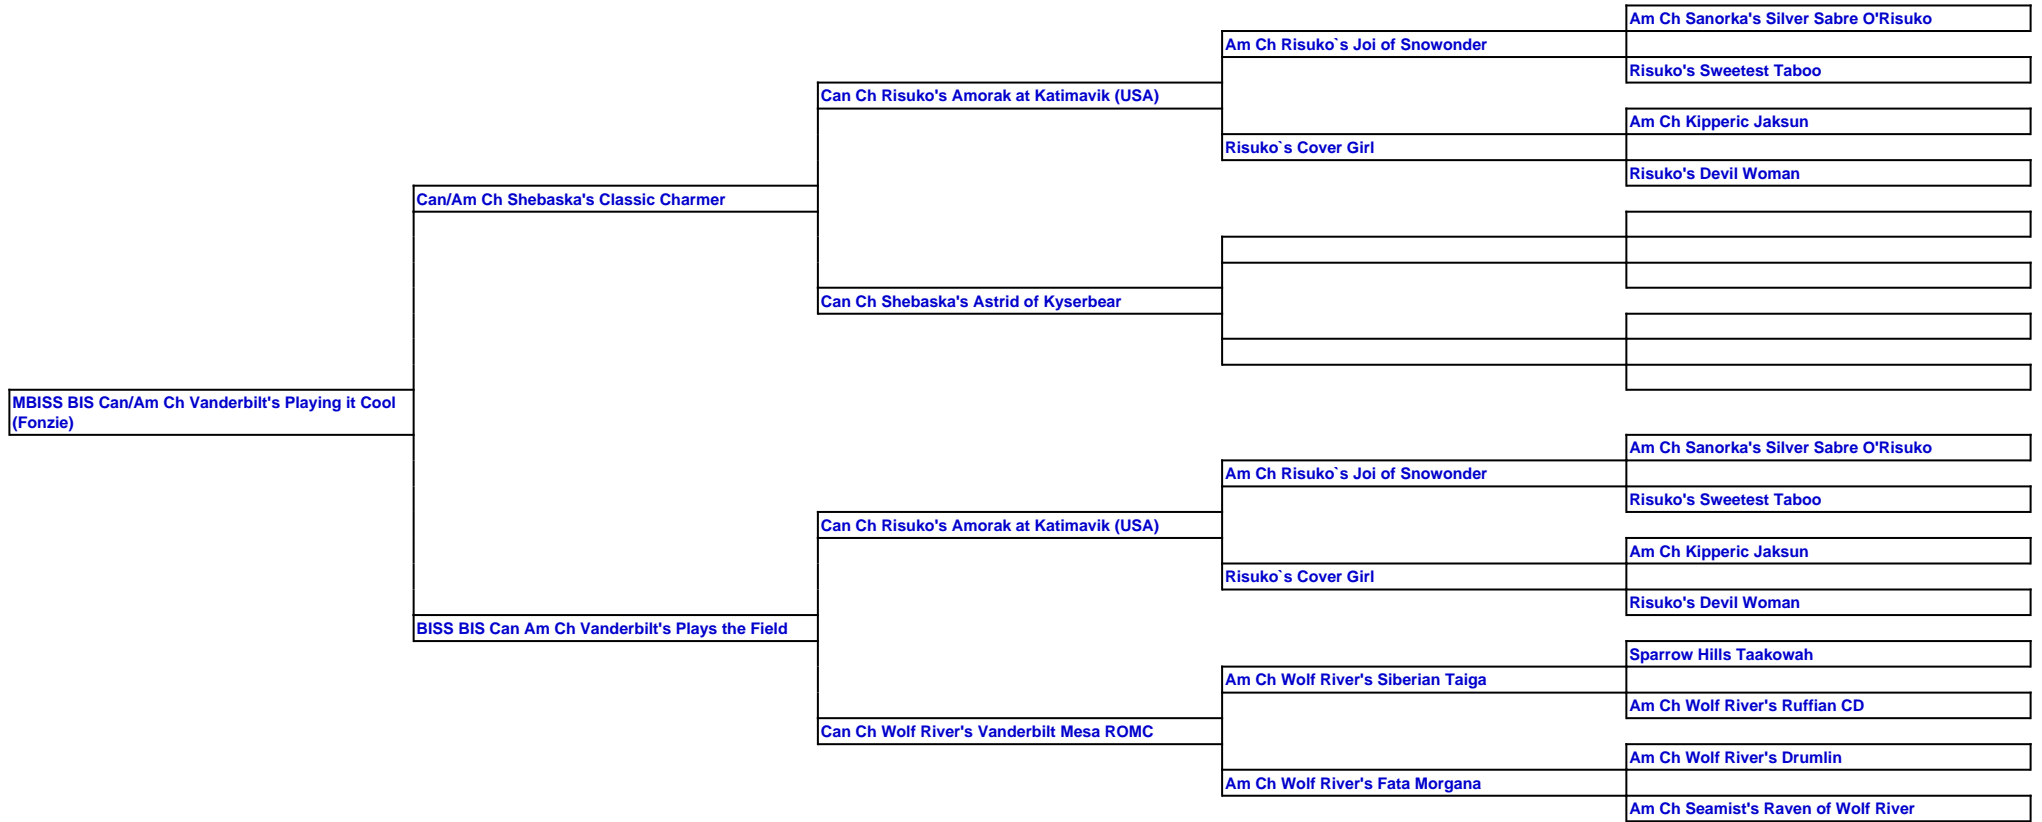 Am Ch Sanorka's Silver Sabre O'Risuko
Am Ch Risuko`s Joi of Snowonder
Risuko's Sweetest Taboo
Can Ch Risuko's Amorak at Katimavik (USA)
Am Ch Kipperic Jaksun
Risuko`s Cover Girl
Risuko's Devil Woman
Can/Am Ch Shebaska's Classic Charmer
Can Ch Shebaska's Astrid of Kyserbear
MBISS BIS Can/Am Ch Vanderbilt's Playing it Cool
(Fonzie)
Am Ch Sanorka's Silver Sabre O'Risuko
Am Ch Risuko`s Joi of Snowonder
Risuko's Sweetest Taboo
Can Ch Risuko's Amorak at Katimavik (USA)
Am Ch Kipperic Jaksun
Risuko`s Cover Girl
Risuko's Devil Woman
BISS BIS Can Am Ch Vanderbilt's Plays the Field
Sparrow Hills Taakowah
Am Ch Wolf River's Siberian Taiga
Am Ch Wolf River's Ruffian CD
Can Ch Wolf River's Vanderbilt Mesa ROMC
Am Ch Wolf River's Drumlin
Am Ch Wolf River's Fata Morgana
Am Ch Seamist's Raven of Wolf River